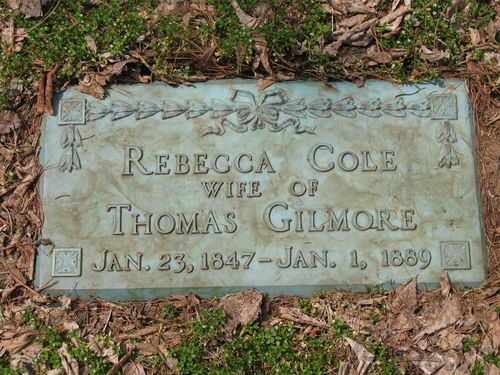 Rebecca Cole
wife of
Thomas Gilmore
Jan. 23, 1847-Jan. 1, 1889